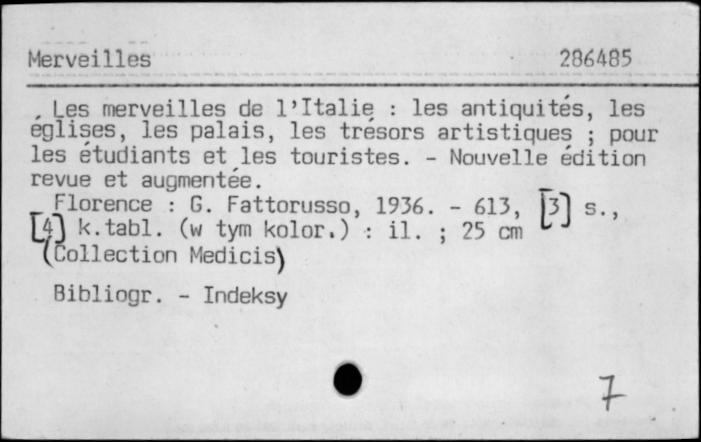 Merveilles 286485
Les merveilles de l'Italie : les antiquités, les
églises, les palais, les trésors artistiques ; pour
les étudiants et les touristes. - Nouvelle édition
revue et augmentée.
Florence : G. Fattorusso, 1936. - 613, [3] s.,
[4] k.tabl. (w tym kolor.) : il. ; 25 cm
(Collection Medicis)
Bibliogr. - Indeksy
7